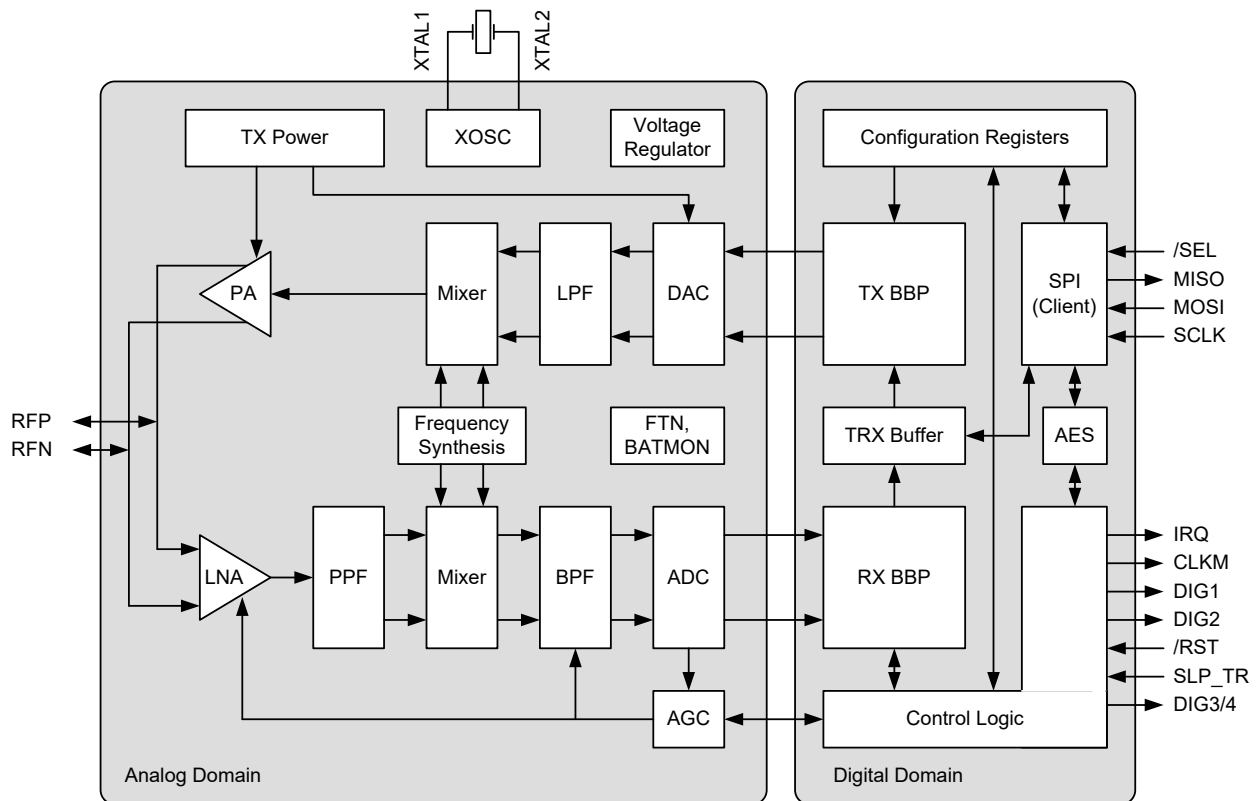 XTAL1
XTAL2
TX Power
XOSC
Voltage
Regulator
Configuration Registers
PA
Mixer
LPF
DAC
TX BBP
SPI
(Client)
/SEL
MISO
MOSI
SCLK
RFP
RFN
Frequency
Synthesis
FTN,
BATMON
TRX Buffer
AES
LNA
PPF
Mixer
BPF
ADC
RX BBP
IRQ
CLKM
DIG1
DIG2
/RST
SLP_TR
DIG3/4
AGC
Control Logic
Analog Domain
Digital Domain